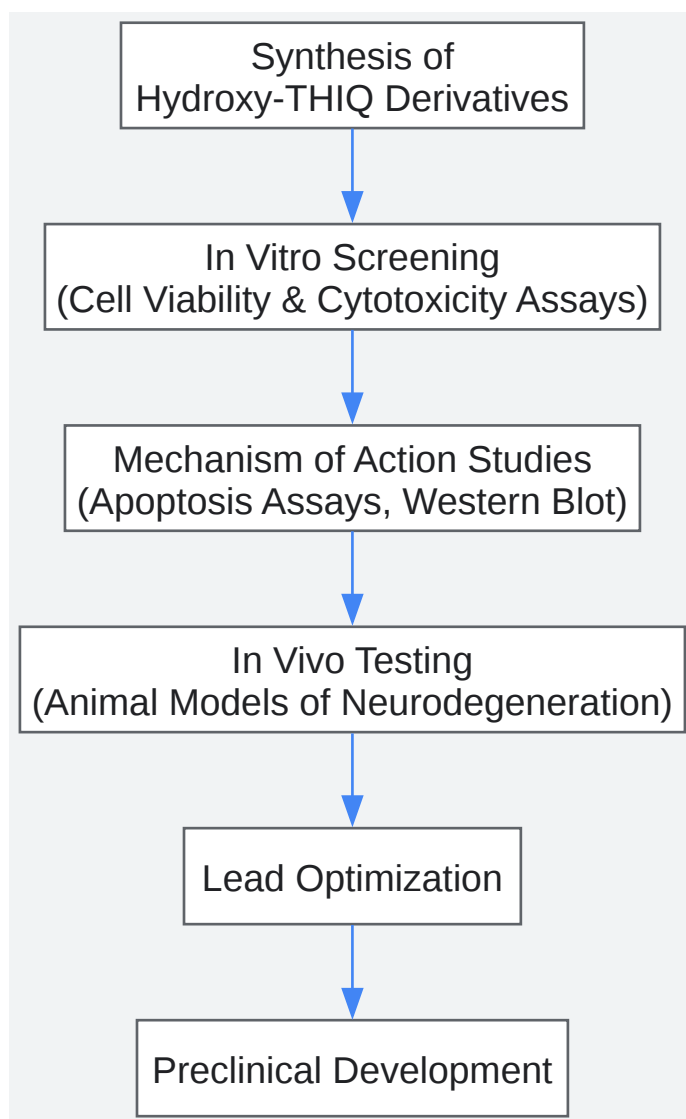 Synthesis of
Hydroxy-THIQ Derivatives
In Vitro Screening
(Cell Viability & Cytotoxicity Assays)
Mechanism of Action Studies
(Apoptosis Assays, Western Blot)
In Vivo Testing
(Animal Models of Neurodegeneration)
Lead Optimization
Preclinical Development